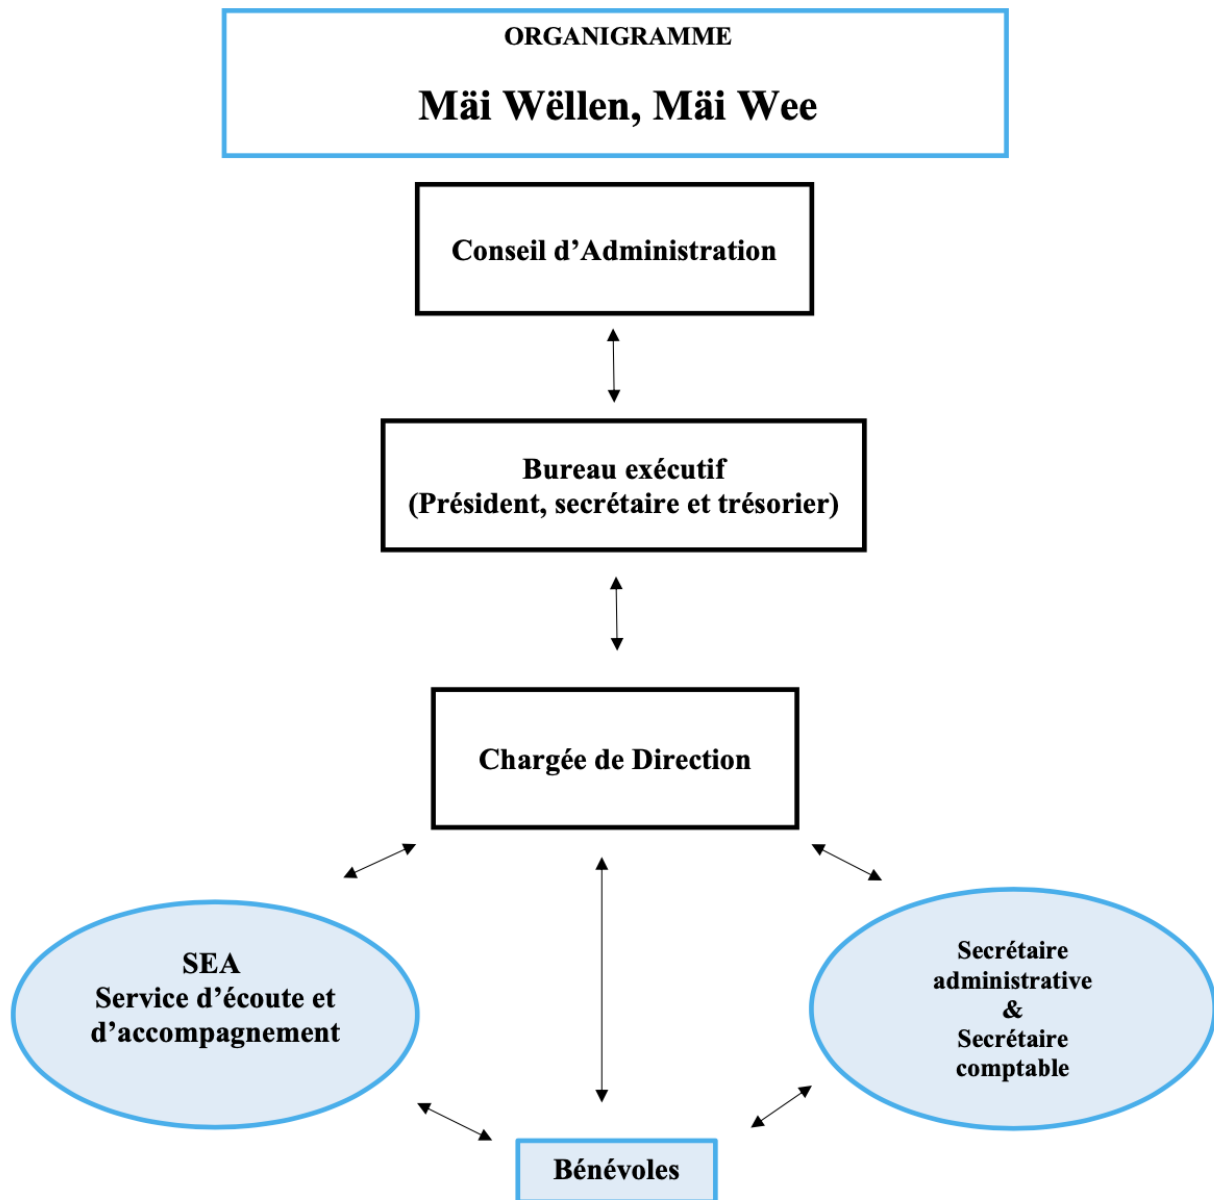 ORGANIGRAMME
Mäi Wëllen, Mäi Wee
Conseil d’Administration
Bureau exécutif
(Président, secrétaire et trésorier)
Chargée de Direction
SEA
Service d’écoute et
d’accompagnement
Secrétaire
administrative
&
Secrétaire
comptable
Bénévoles